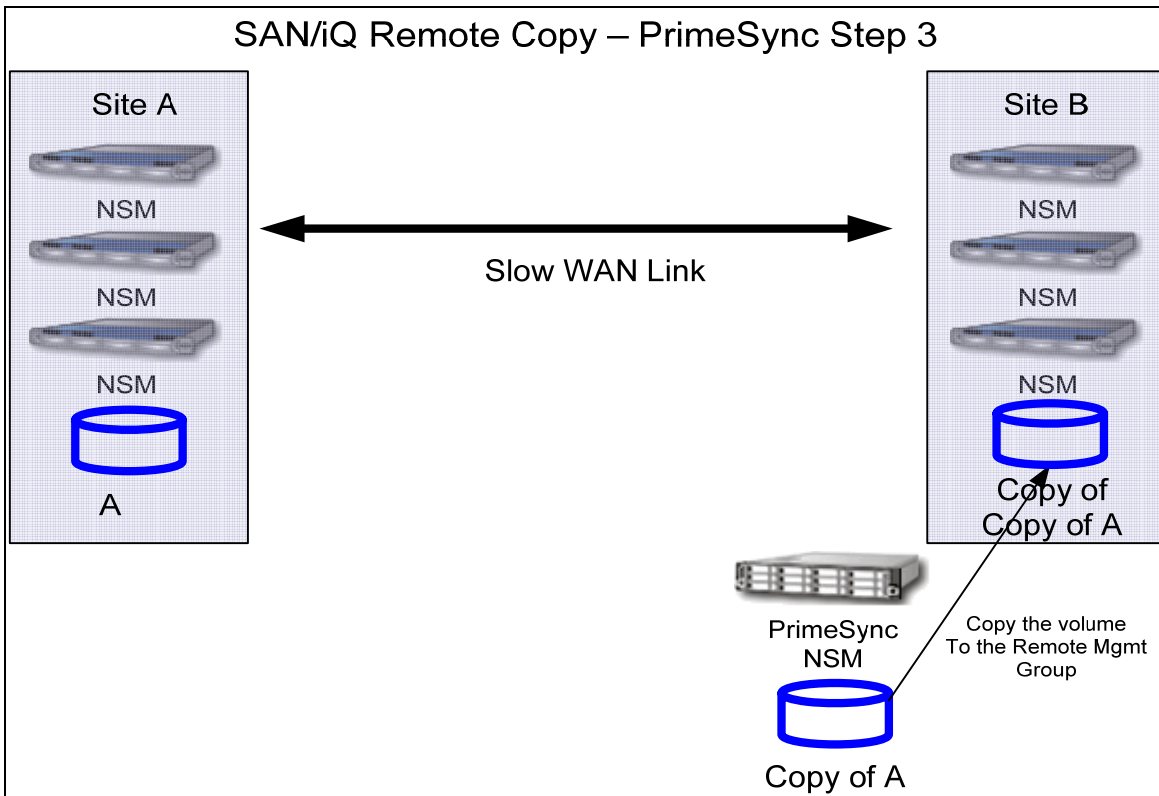 SAN/iQ Remote Copy – PrimeSync Step 3
Site A
NSM
NSM
NSM
A
Slow WAN Link
Site B
NSM
NSM
NSM
Copy of
Copy of A
PrimeSync
NSM
Copy of A
Copy the volume
To the Remote Mgmt
Group